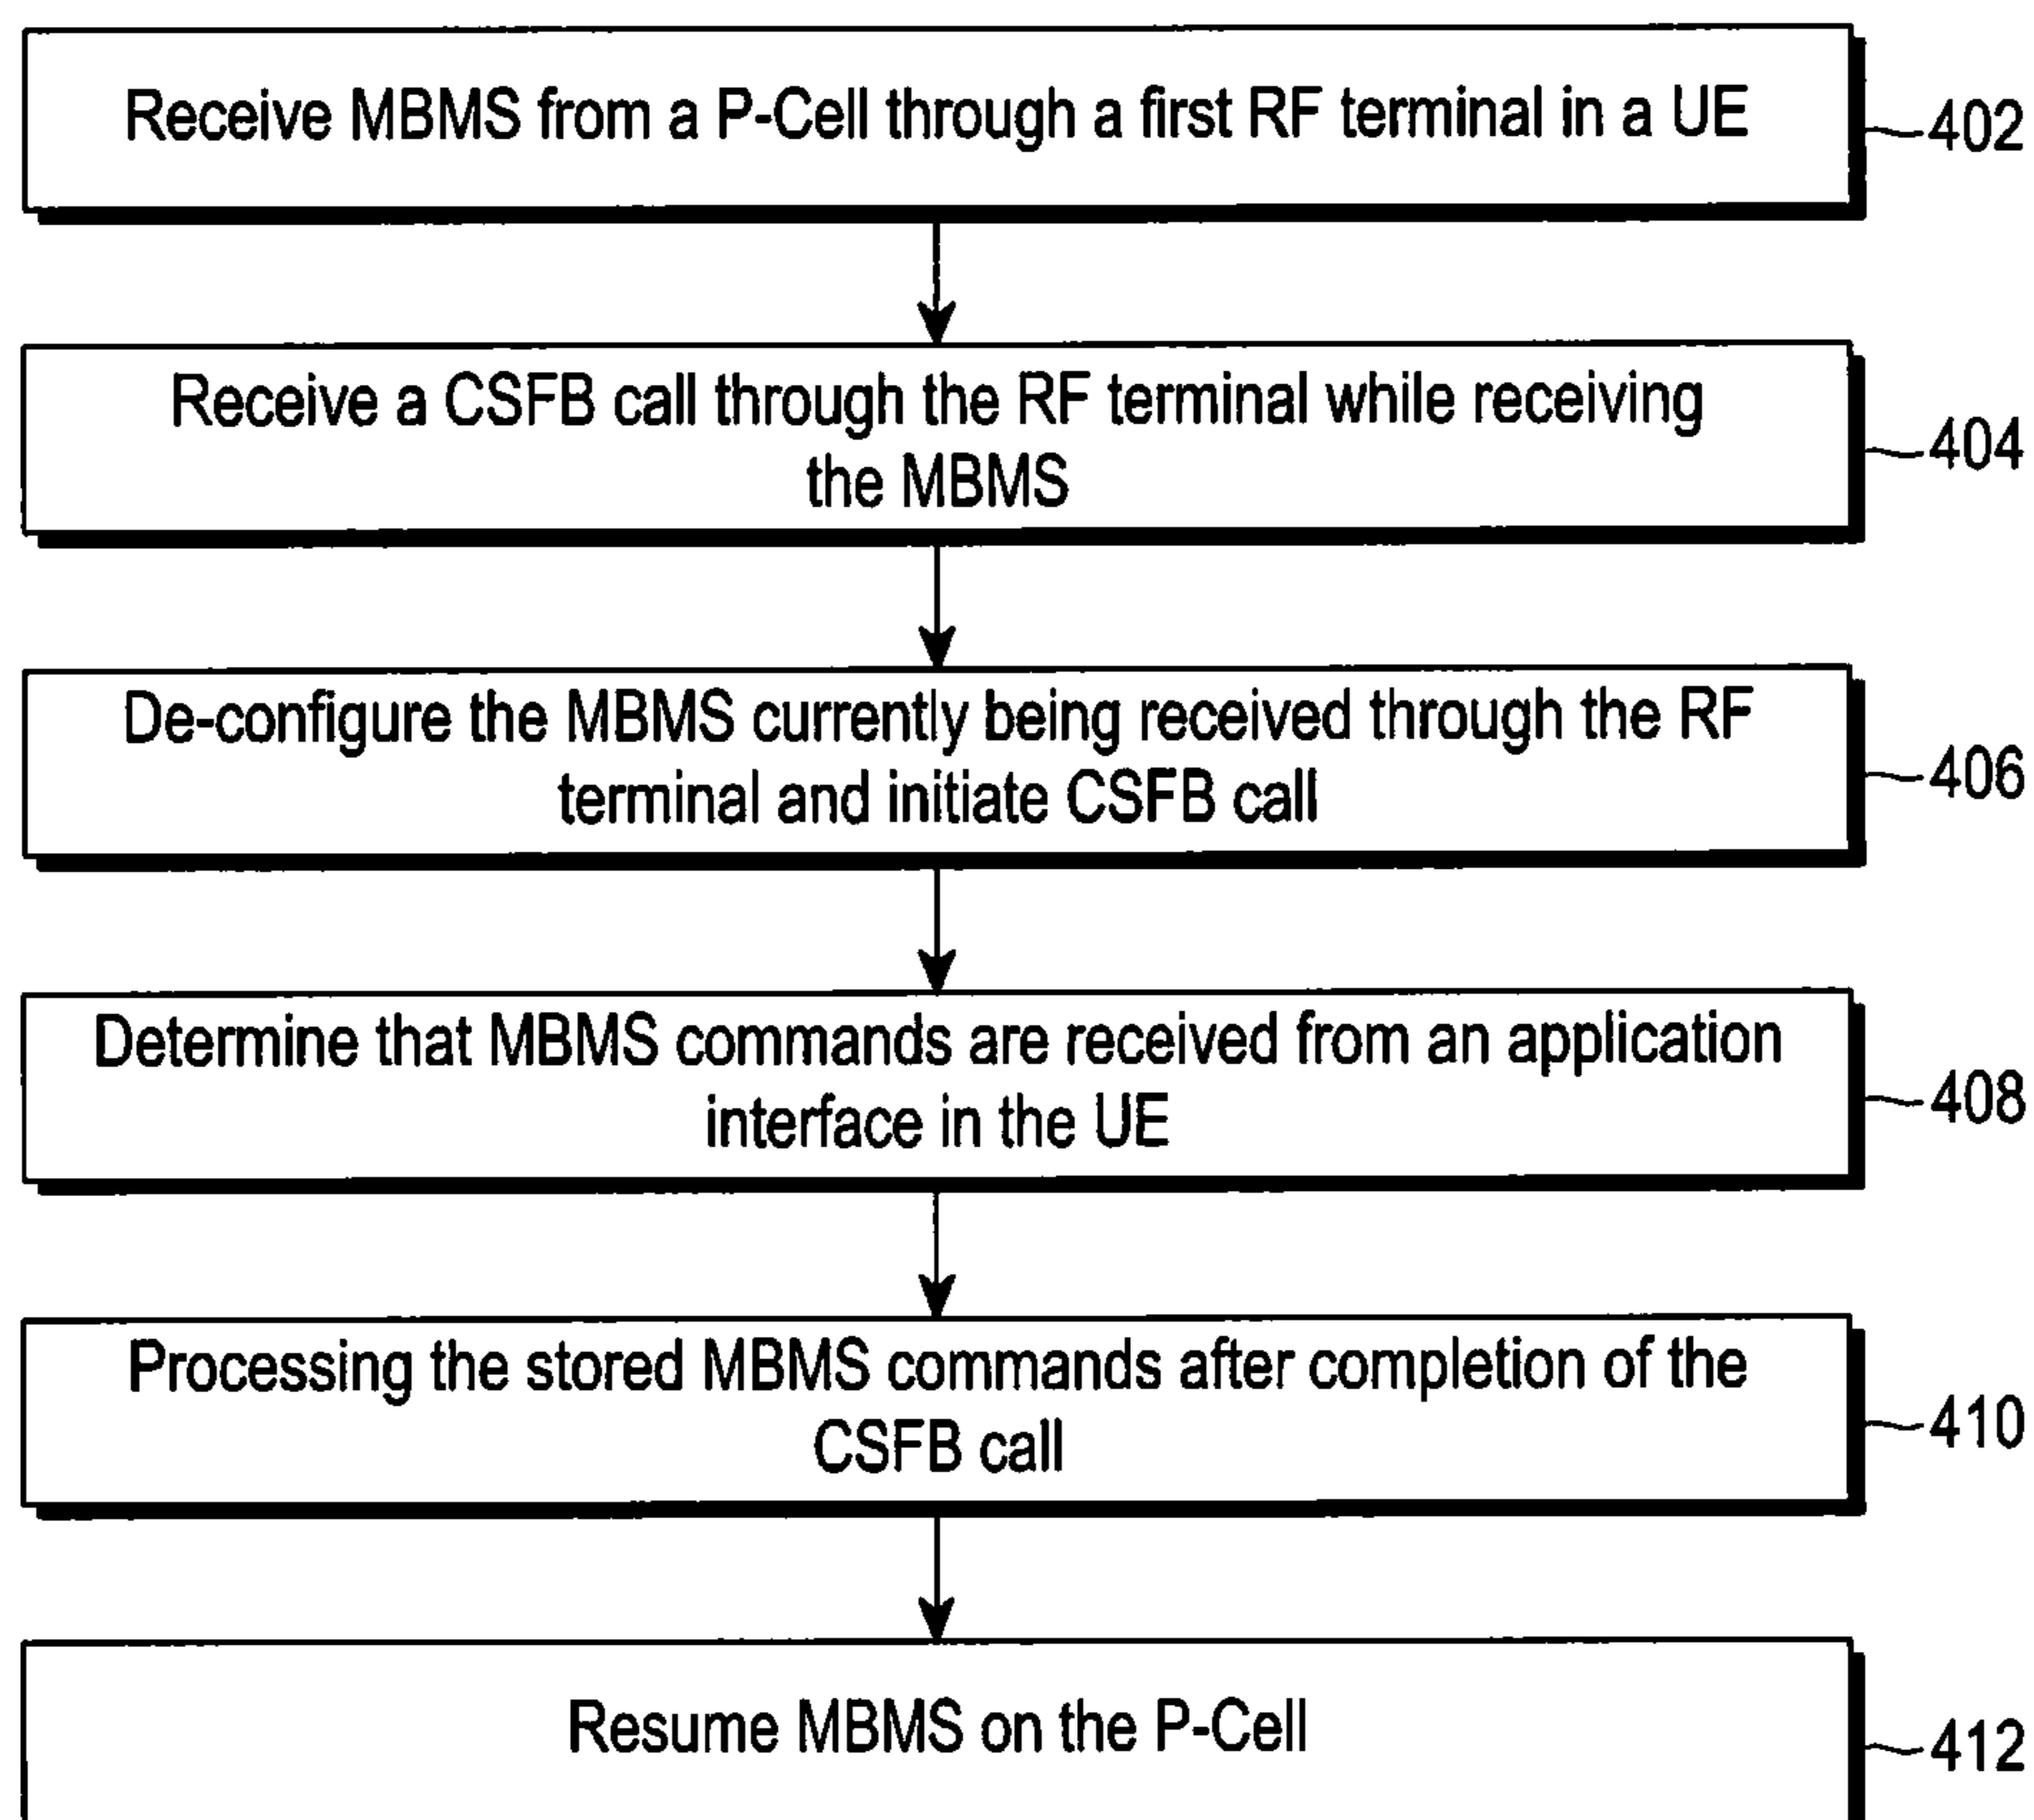 Receive MBMS from a P-Cell through a first RF terminal in a UE
402
Receive a CSFB call through the RF terminal while receiving
the MBMS
404
De-configure the MBMS currently being received through the RF
terminal and initiate CSFB call
406
Determine that MBMS commands are received from an application
interface in the UE
408
Processing the stored MBMS commands after completion of the
CSFB call
410
Resume MBMS on the P-Cell
412